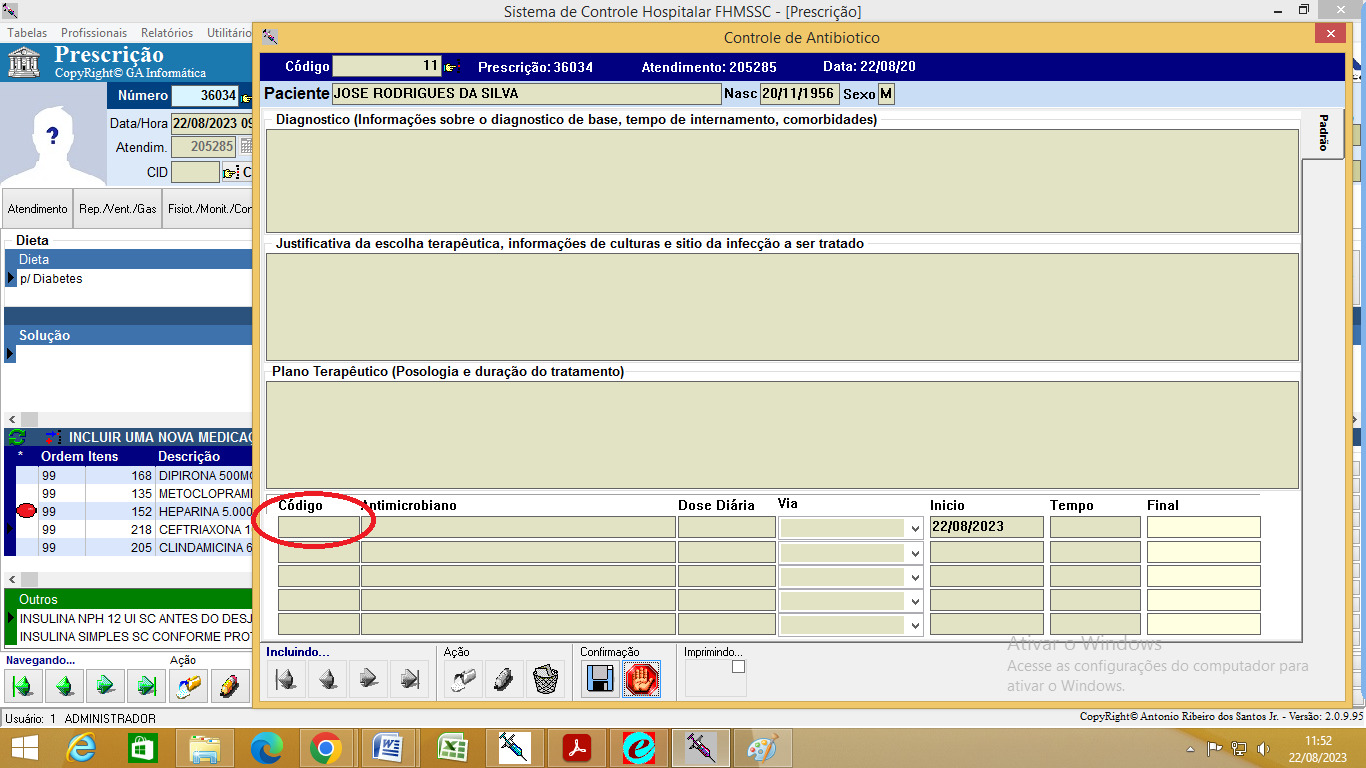 Sistema de Controle Hospitalar FHMSSC - [Prescrição]
Tabelas Profissionais Relatórios Utilitário
Prescrição
CopyRight© GA Informática
Número 36034
Data/Hora 22/08/2023 09
Atendim. 205285
CID
Atendimento Rep./Vent./Gas Fisiot./Monit./Con
Dieta
Dieta
p/ Diabetes
Solução
INCLUIR UMA NOVA MEDICAÇ
* Ordem Itens Descrição
99 168 DIPIRONA 500M
99 135 METOCLOPRAM
99 152 HEPARINA 5.000
99 218 CEFTRIAXONA 1
99 205 CLINDAMICINA 6
Outros
INSULINA NPH 12 UI SC ANTES DO DESJ
INSULINA SIMPLES SC CONFORME PRO
Navegando...
Ação
Controle de Antibiotico
Código 11 Prescrição: 36034 Atendimento: 205285 Data: 22/08/20
Paciente JOSE RODRIGUES DA SILVA Nasc 20/11/1956 Sexo M
Padrão
Diagnostico (Informações sobre o diagnostico de base, tempo de internamento, comorbidades)
Justificativa da escolha terapêutica, informações de culturas e sitio da infecção a ser tratado
Plano Terapêutico (Posologia e duração do tratamento)
Código Antimicrobiano Dose Diária Via Inicio Tempo Final
22/08/2023
Incluindo... Ação Confirmação Imprimindo...
Ativar o Windows
Acesse as configurações do computador para
ativar o Windows.
Usuário: 1 ADMINISTRADOR
CopyRight© Antonio Ribeiro dos Santos Jr. - Versão: 2.0.9.95
11:52
22/08/2023